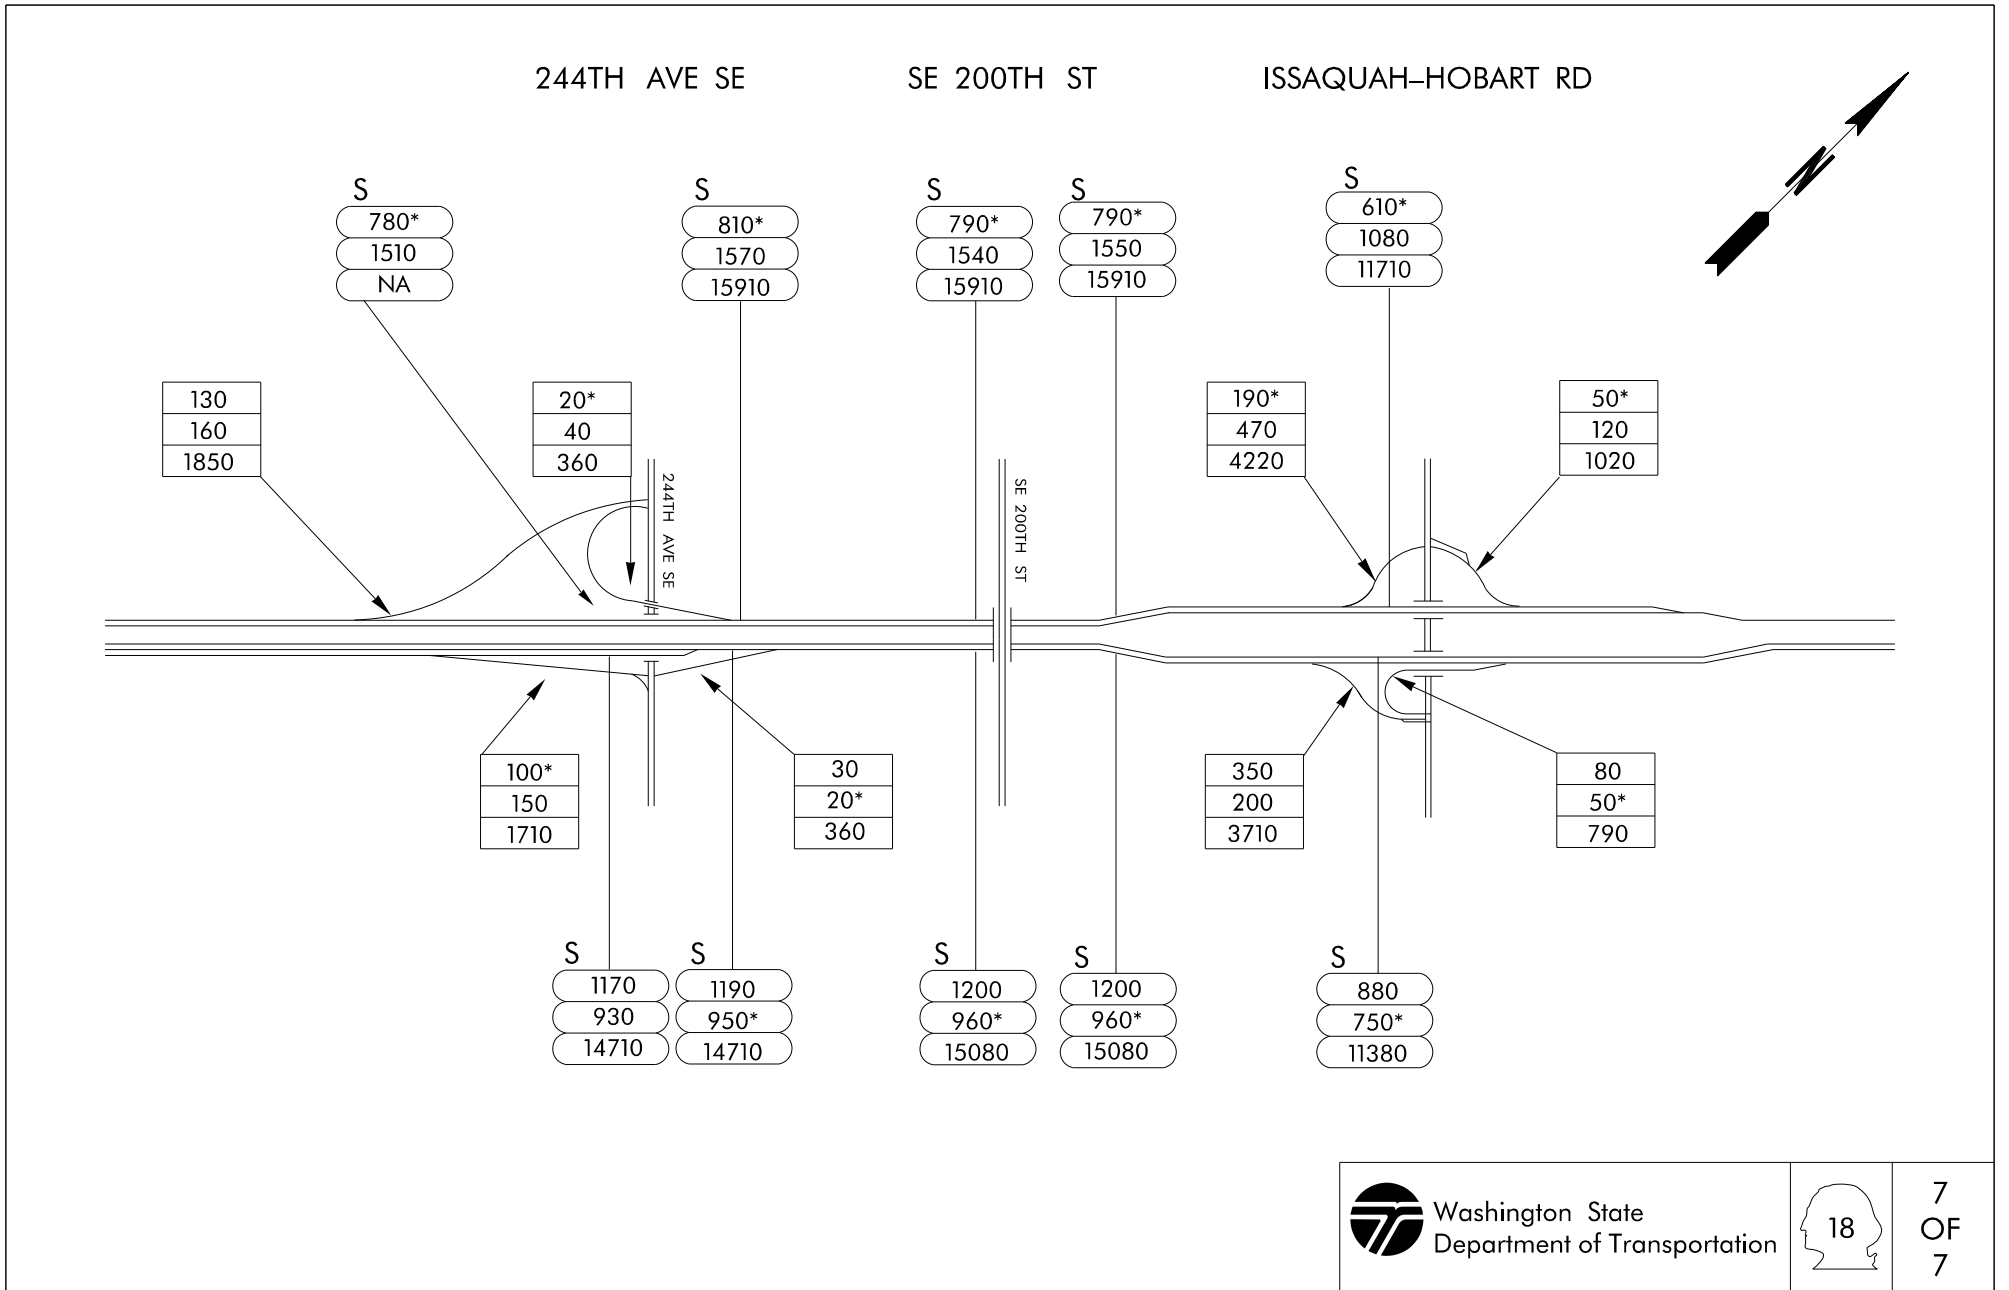 244TH AVE SE
SE 200TH ST
ISSAQUAH–HOBART RD
N
S
780*
1510
NA
S
810*
1570
15910
S
790*
1540
15910
S
790*
1550
15910
S
610*
1080
11710
130
160
1850
20*
40
360
190*
470
4220
50*
120
1020
244TH AVE SE
SE 200TH ST
100*
150
1710
30
20*
360
350
200
3710
80
50*
790
S
1170
930
14710
S
1190
950*
14710
S
1200
960*
15080
S
1200
960*
15080
S
880
750*
11380
Washington State
Department of Transportation
18
7
OF
7